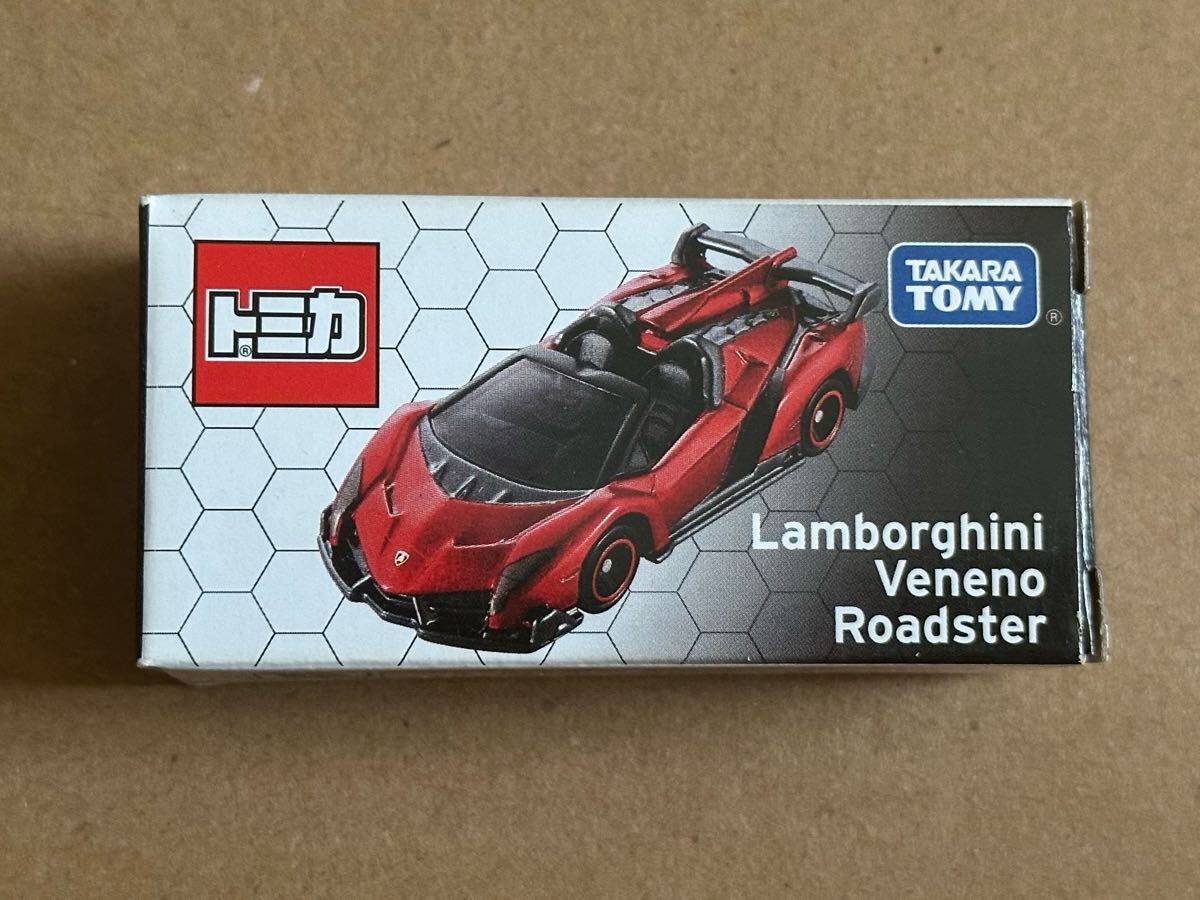 トミカ
®
TAKARA
TOMY
®
Lamborghini
Veneno
Roadster